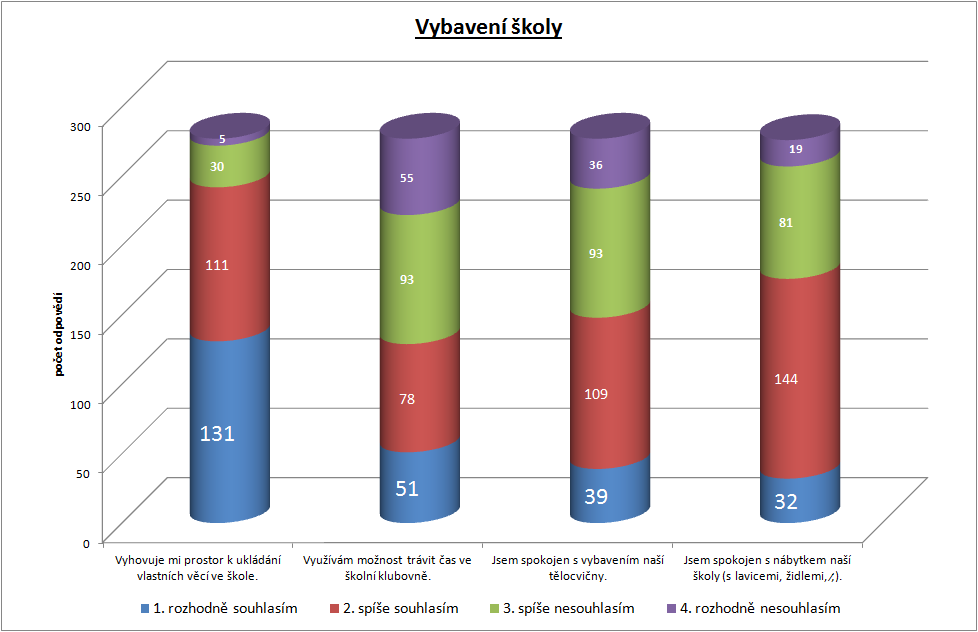 Vybavení školy
počet odpovědí
300
250
200
150
100
50
0
5
30
111
131
55
93
78
51
36
93
109
39
19
81
144
32
Vyhovuje mi prostor k ukládání
vlastních věcí ve škole.
Využívám možnost trávit čas ve
školní klubovně.
Jsem spokojen s vybavením naší
tělocvičny.
Jsem spokojen s nábytkem naší
školy (s lavicemi, židlemi,
1. rozhodně souhlasím
2. spíše souhlasím
3. spíše nesouhlasím
4. rozhodně nesouhlasím